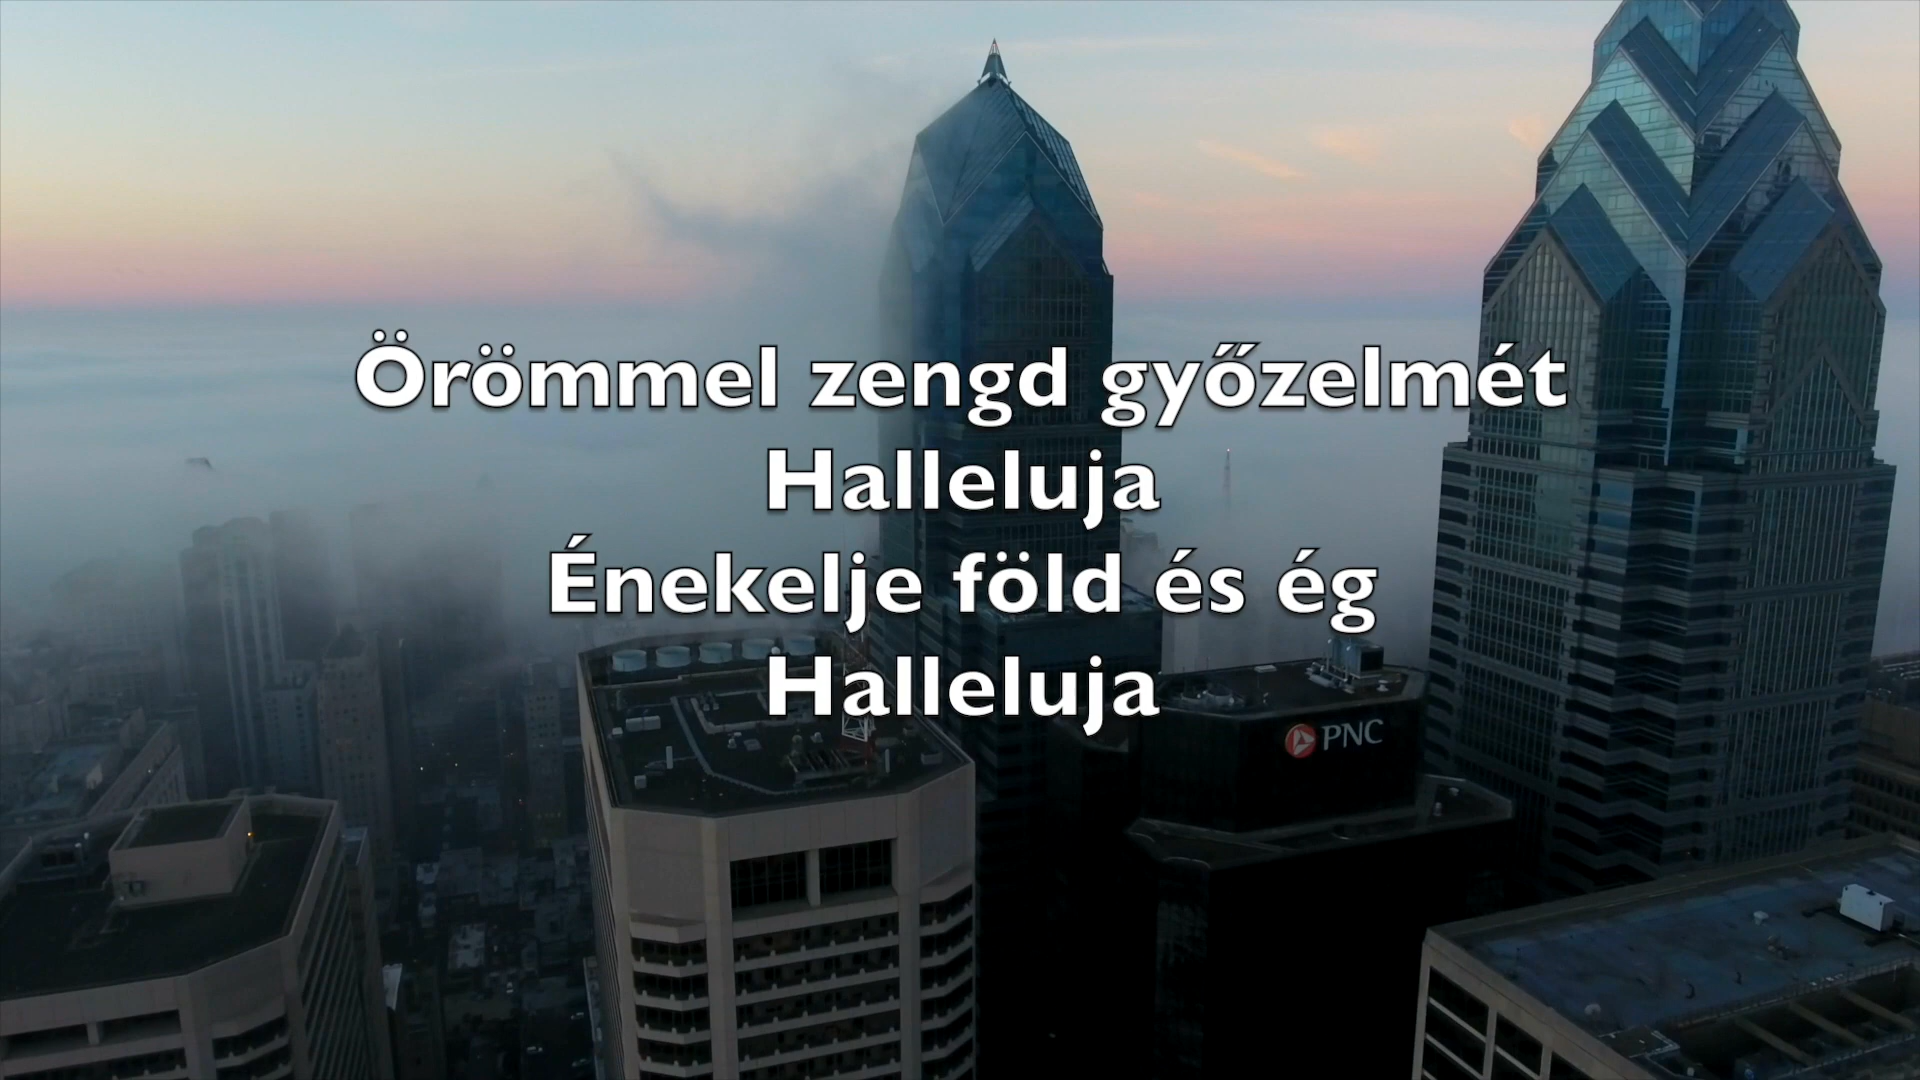 Örömmel zengd győzelmét
Halleluja
Énekelje föld és ég
Halleluja
PNC